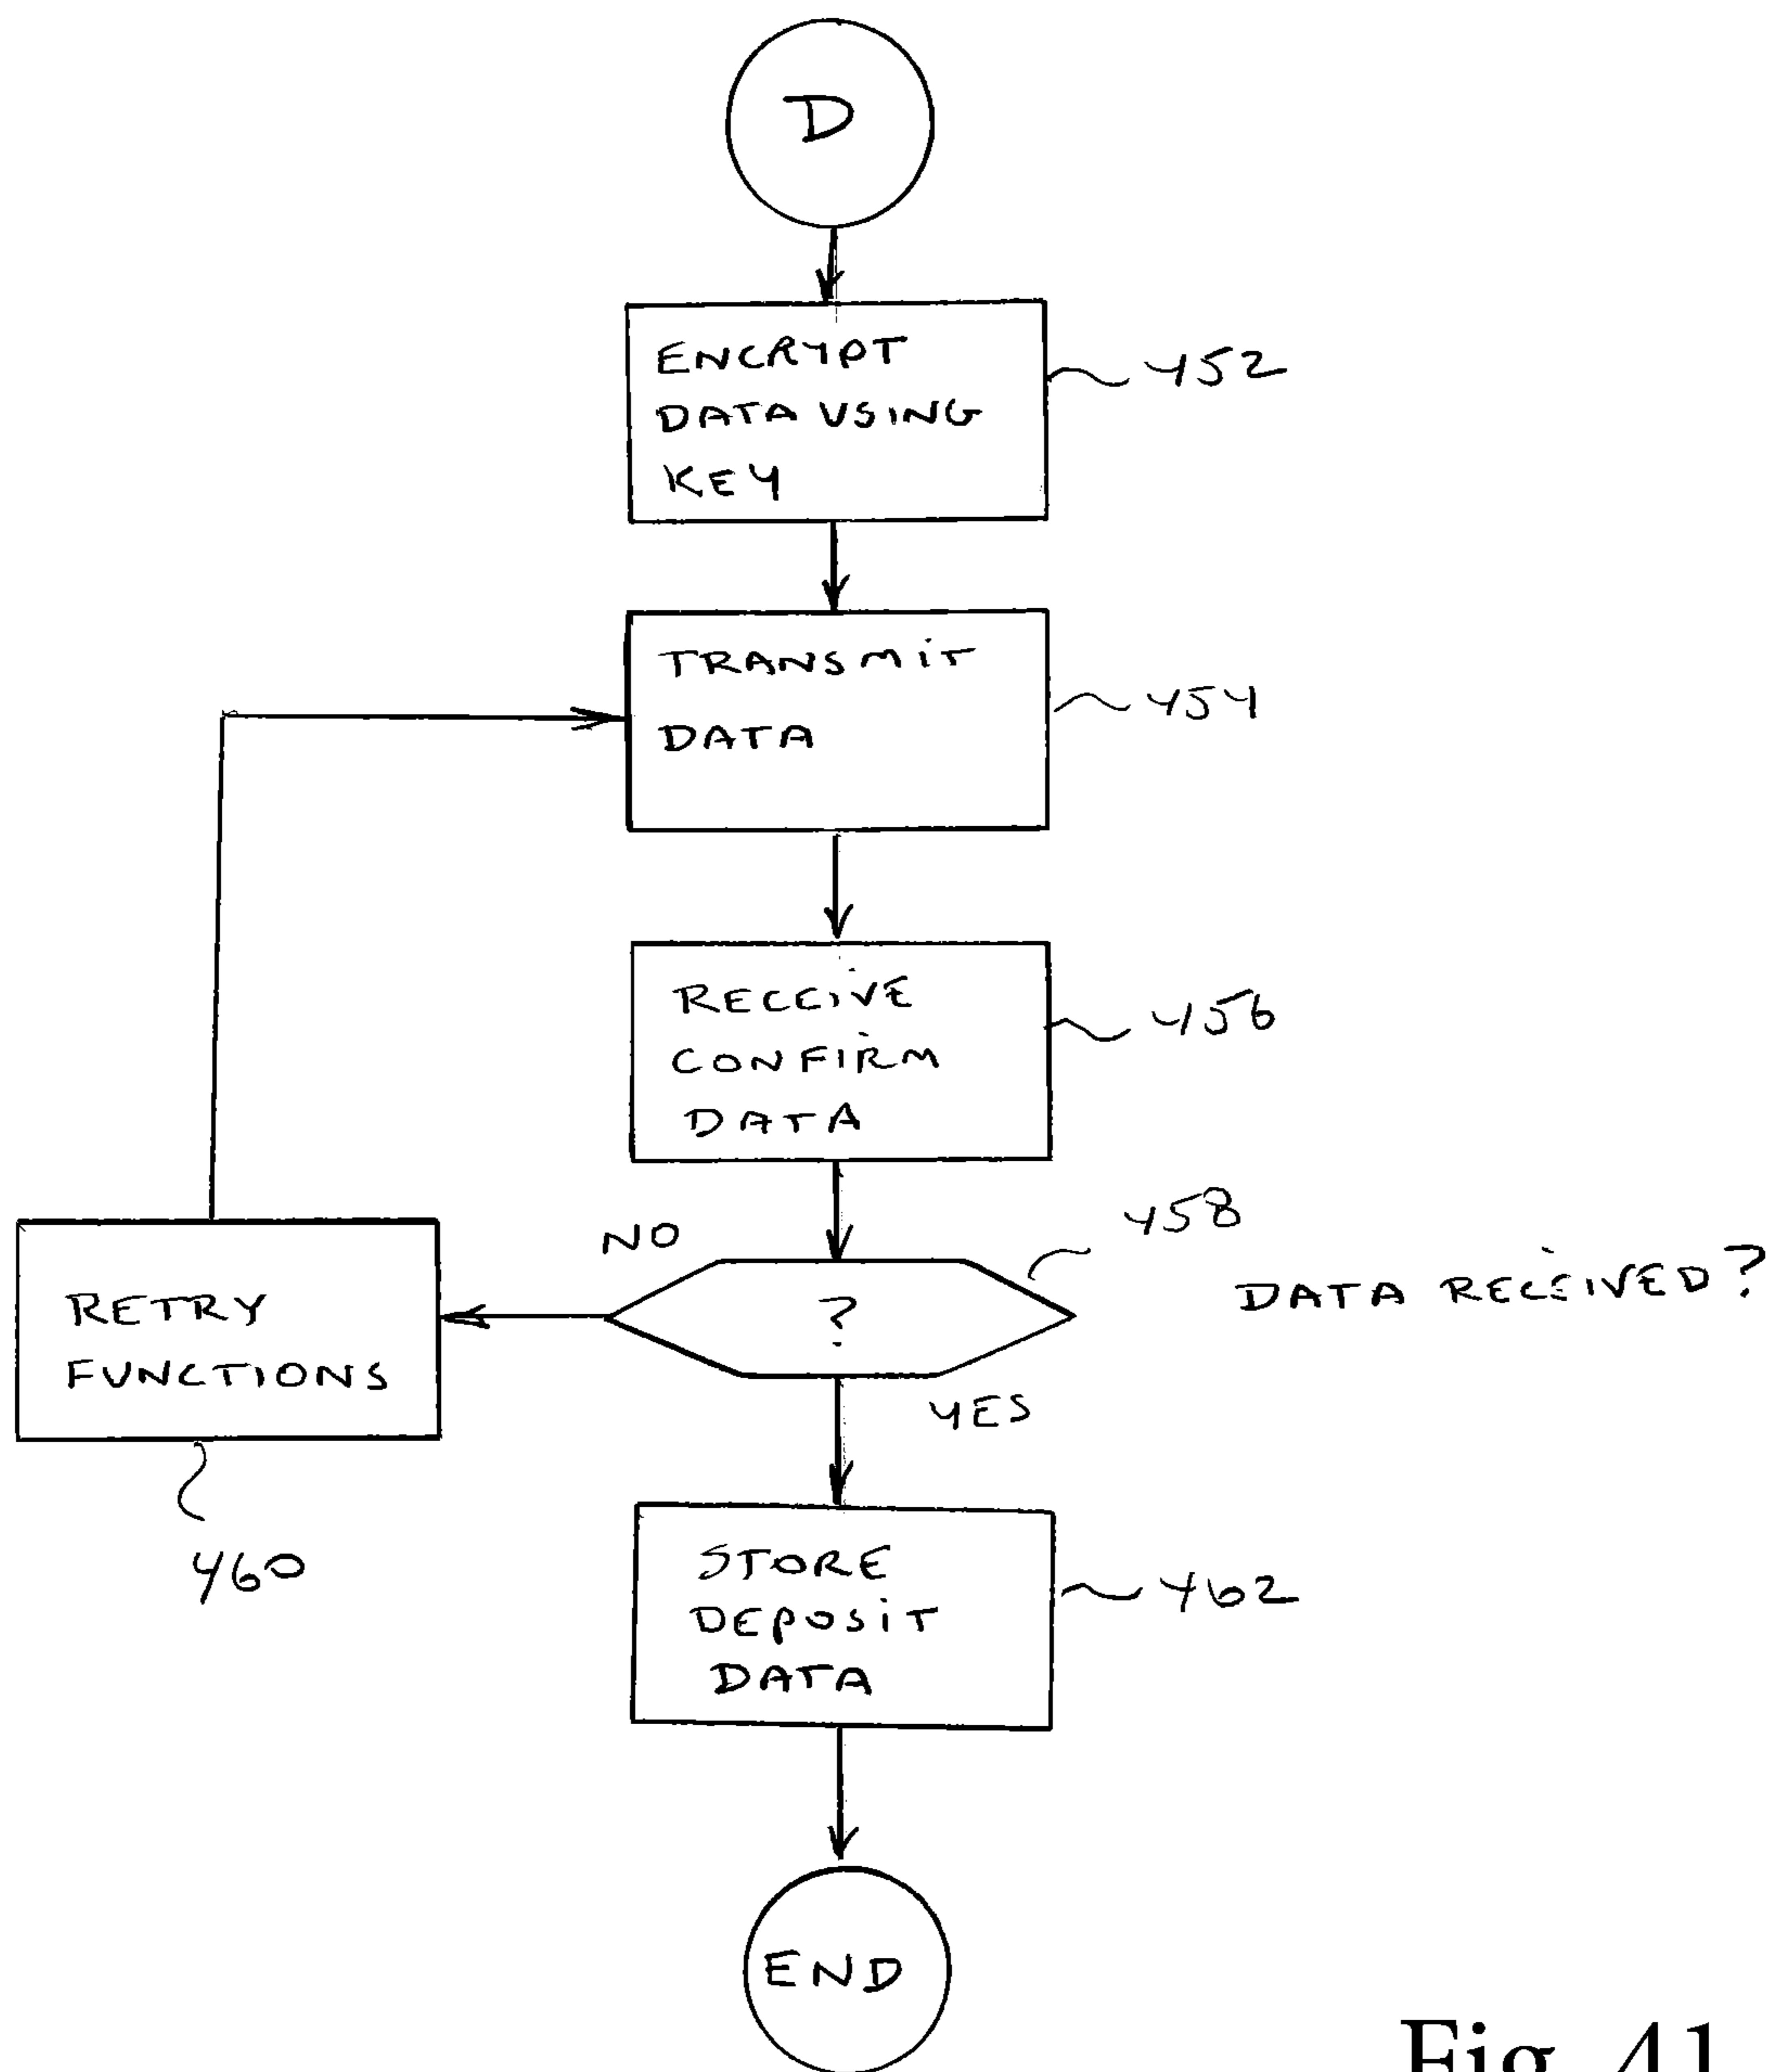 D
ENCRYPT
DATA USING
KEY
452
TRANSMIT
DATA
454
RECEIVE
CONFIRM
DATA
456
NO
458
?
DATA RECEIVED?
RETRY
FUNCTIONS
YES
460
STORE
DEPOSIT
DATA
462
END
Fig. 41